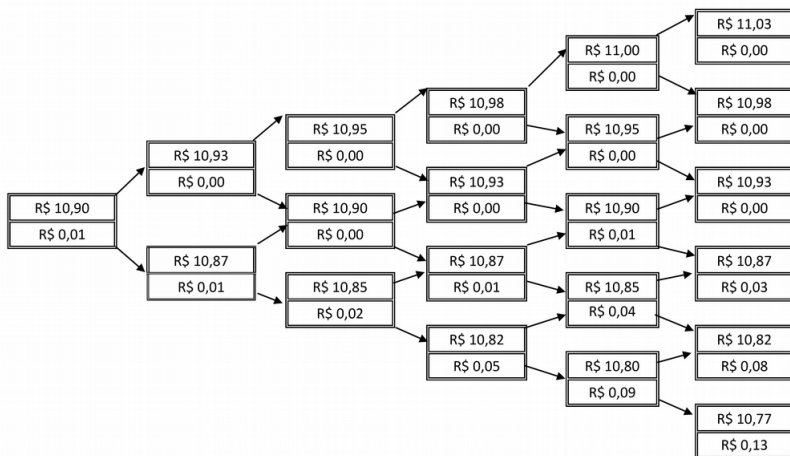 R$ 10,90
R$ 0,01
R$ 10,93
R$ 0,00
R$ 10,87
R$ 0,01
R$ 10,95
R$ 0,00
R$ 10,90
R$ 0,00
R$ 10,85
R$ 0,02
R$ 10,98
R$ 0,00
R$ 10,93
R$ 0,00
R$ 10,87
R$ 0,01
R$ 10,82
R$ 0,05
R$ 11,00
R$ 0,00
R$ 10,95
R$ 0,00
R$ 10,90
R$ 0,01
R$ 10,85
R$ 0,04
R$ 10,80
R$ 0,09
R$ 11,03
R$ 0,00
R$ 10,98
R$ 0,00
R$ 10,93
R$ 0,00
R$ 10,87
R$ 0,03
R$ 10,82
R$ 0,08
R$ 10,77
R$ 0,13